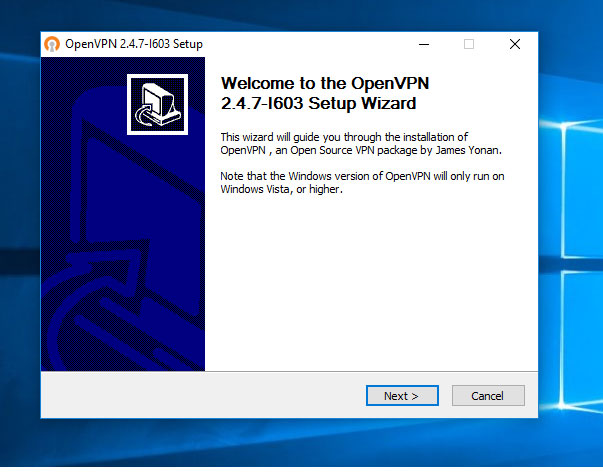 OpenVPN 2.4.7-I603 Setup
Welcome to the OpenVPN
2.4.7-I603 Setup Wizard
This wizard will guide you through the installation of
OpenVPN , an Open Source VPN package by James Yonan.
Note that the Windows version of OpenVPN will only run on
Windows Vista, or higher.
Next >
Cancel